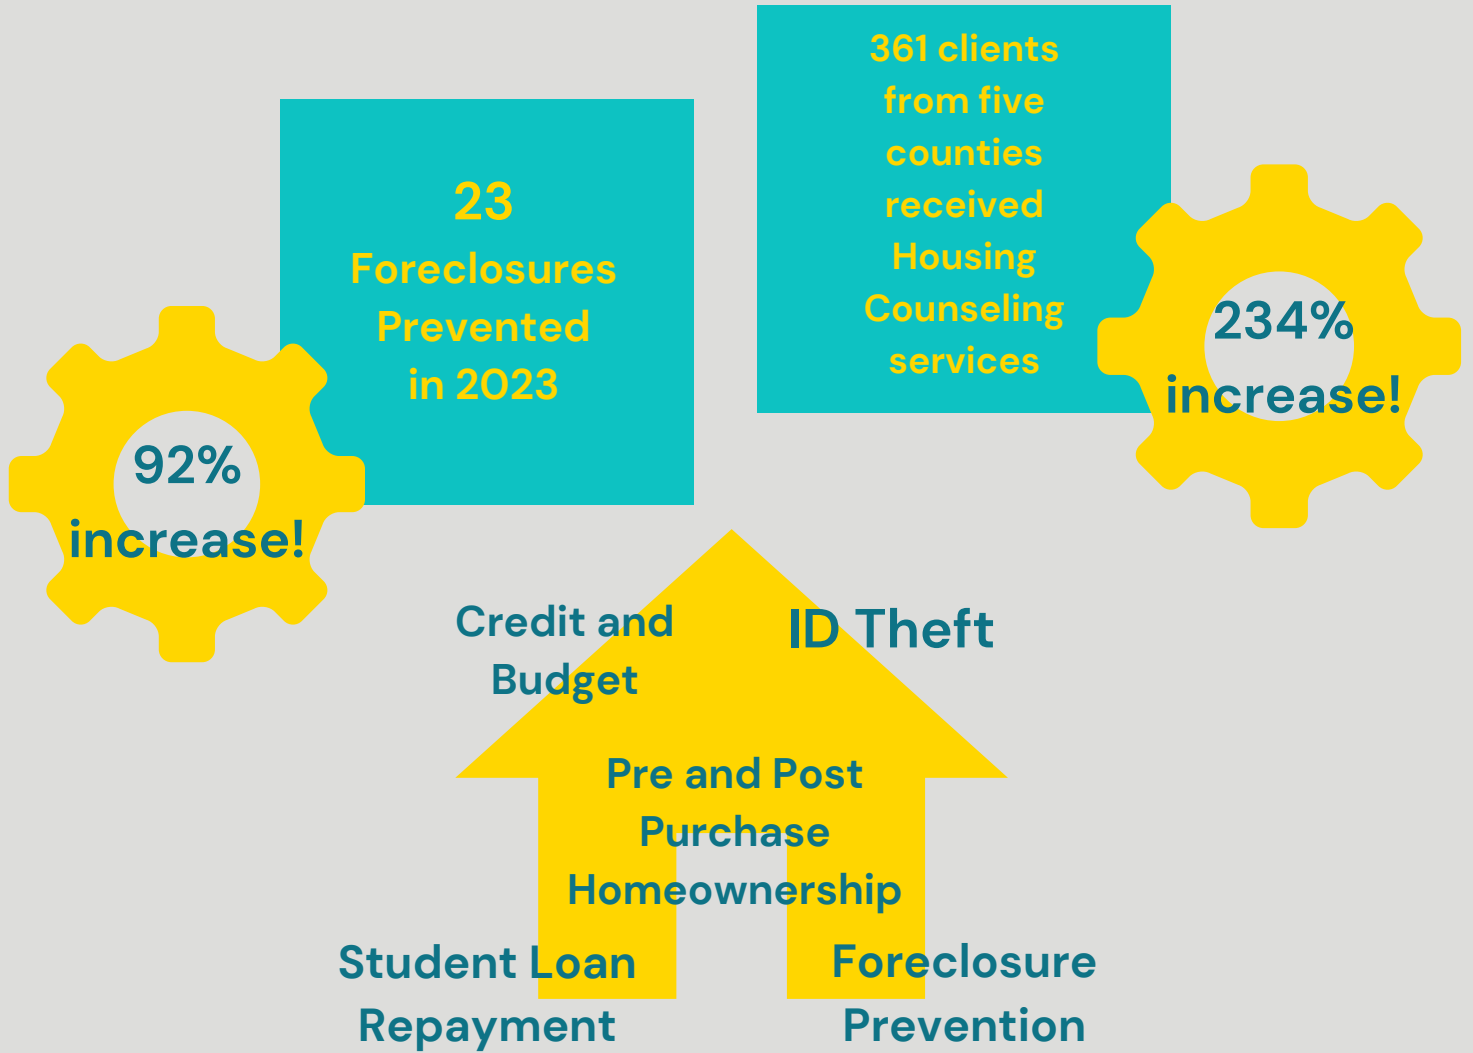 361 clients
from five
counties
received
Housing
Counseling
services
23
Foreclosures
Prevented
in 2023
234%
increase!
92%
increase!
Credit and
Budget
ID Theft
Pre and Post
Purchase
Homeownership
Student Loan
Repayment
Foreclosure
Prevention